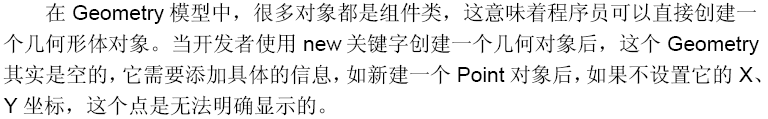 在 Geometry 模型中，很多对象都是组件类，这意味着程序员可以直接创建一
个几何形体对象。当开发者使用 new 关键字创建一个几何对象后，这个 Geometry
其实是空的，它需要添加具体的信息，如新建一个 Point 对象后，如果不设置它的 X、
Y 坐标，这个点是无法明确显示的。